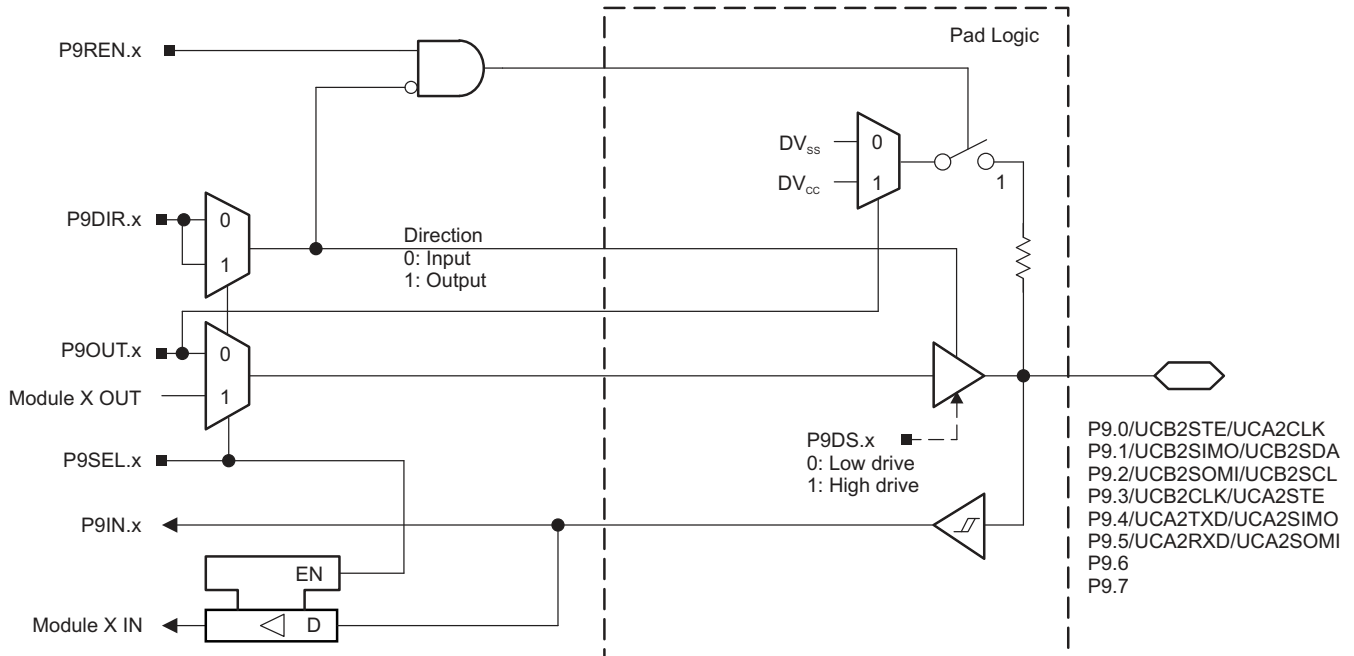 Pad Logic
P9REN.x
DVSS
0
DVCC
1
1
P9DIR.x
0
1
Direction
0: Input
1: Output
P9OUT.x
0
Module X OUT
1
P9DS.x
0: Low drive
1: High drive
P9SEL.x
P9IN.x
EN
Module X IN
D
P9.0/UCB2STE/UCA2CLK
P9.1/UCB2SIMO/UCB2SDA
P9.2/UCB2SOMI/UCB2SCL
P9.3/UCB2CLK/UCA2STE
P9.4/UCA2TXD/UCA2SIMO
P9.5/UCA2RXD/UCA2SOMI
P9.6
P9.7